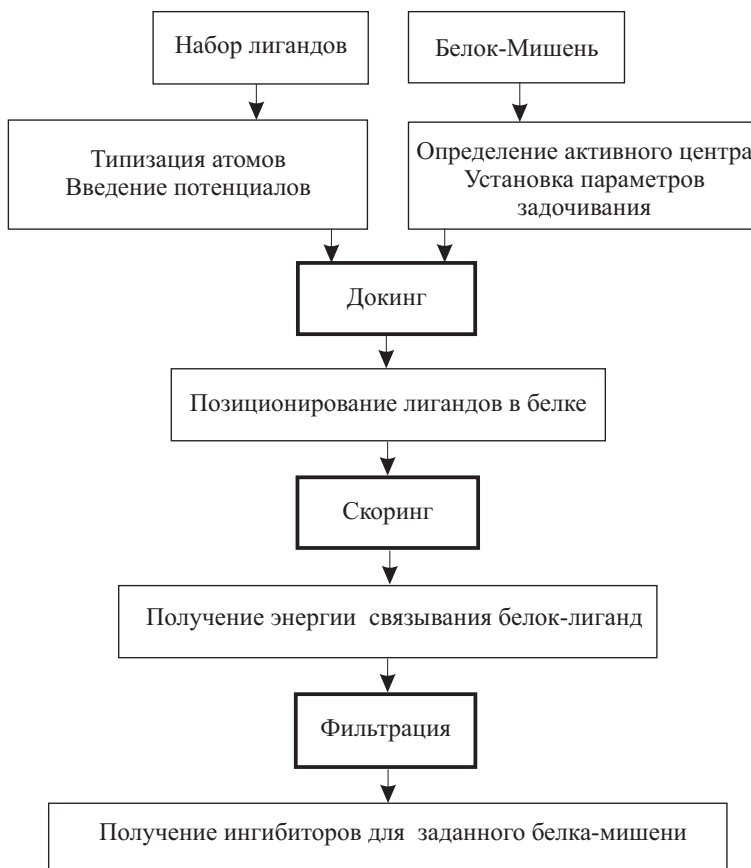 Набор лигандов
Белок-Мишень
Типизация атомов
Введение потенциалов
Определение активного центра
Установка параметров
задочивания
Докинг
Позиционирование лигандов в белке
Скоринг
Получение энергии связывания белок-лиганд
Фильтрация
Получение ингибиторов для заданного белка-мишени